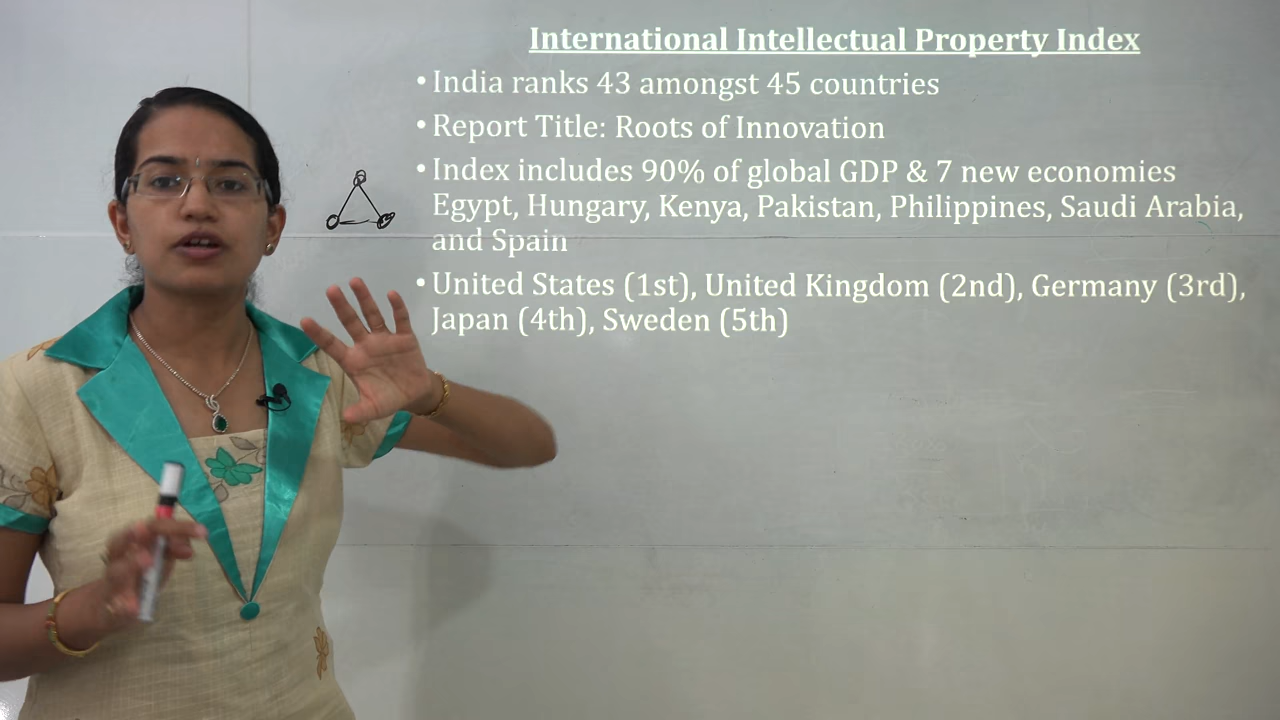 International Intellectual Property Index
• India ranks 43 amongst 45 countries
• Report Title: Roots of Innovation
• Index includes 90% of global GDP & 7 new economies
Egypt, Hungary, Kenya, Pakistan, Philippines, Saudi Arabia,
and Spain
• United States (1st), United Kingdom (2nd), Germany (3rd),
Japan (4th), Sweden (5th)